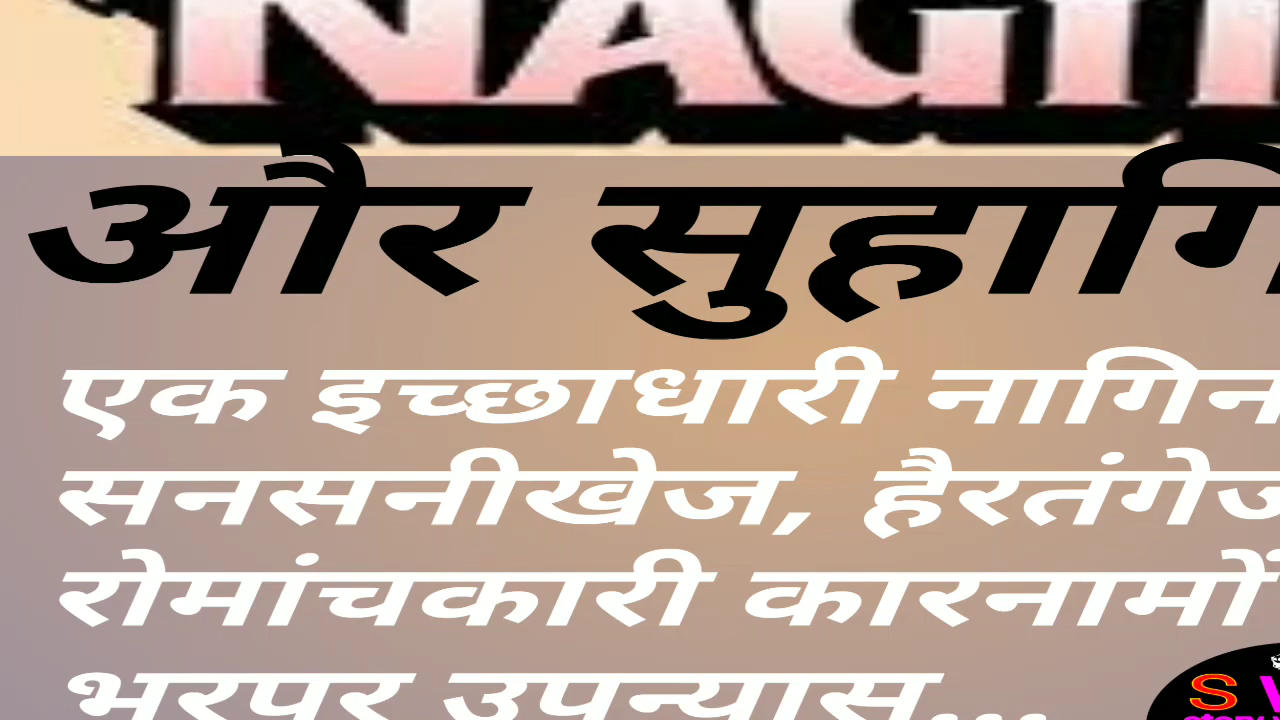 NAGI
और सुहागि
एक इच्छाधारी नागिन
सनसनीखेज, हैरतंगेज
रोमांचकारी कारनामों
भरपूर उपन्यास....
S V